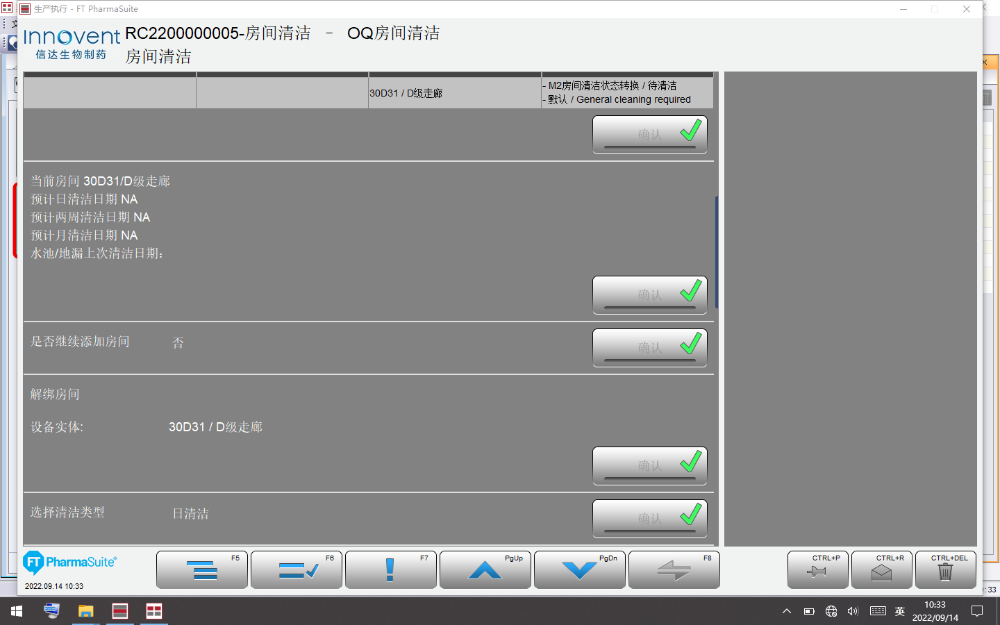 生产执行 - FT PharmaSuite
Innovent
信达生物制药
RC2200000005-房间清洁 - OQ房间清洁
房间清洁
30D31 / D级走廊
- M2房间清洁状态转换 / 待清洁
- 默认 / General cleaning required
确认
当前房间 30D31/D级走廊
预计日清洁日期 NA
预计两周清洁日期 NA
预计月清洁日期 NA
水池/地漏上次清洁日期：
确认
是否继续添加房间 否
确认
解绑房间
设备实体: 30D31 / D级走廊
确认
选择清洁类型 日清洁
确认
FT PharmaSuite®
2022.09.14 10:33
F5
F6
F7
PgUp
PgDn
F8
CTRL+P
CTRL+R
CTRL+DEL
:33
英
10:33
2022/09/14